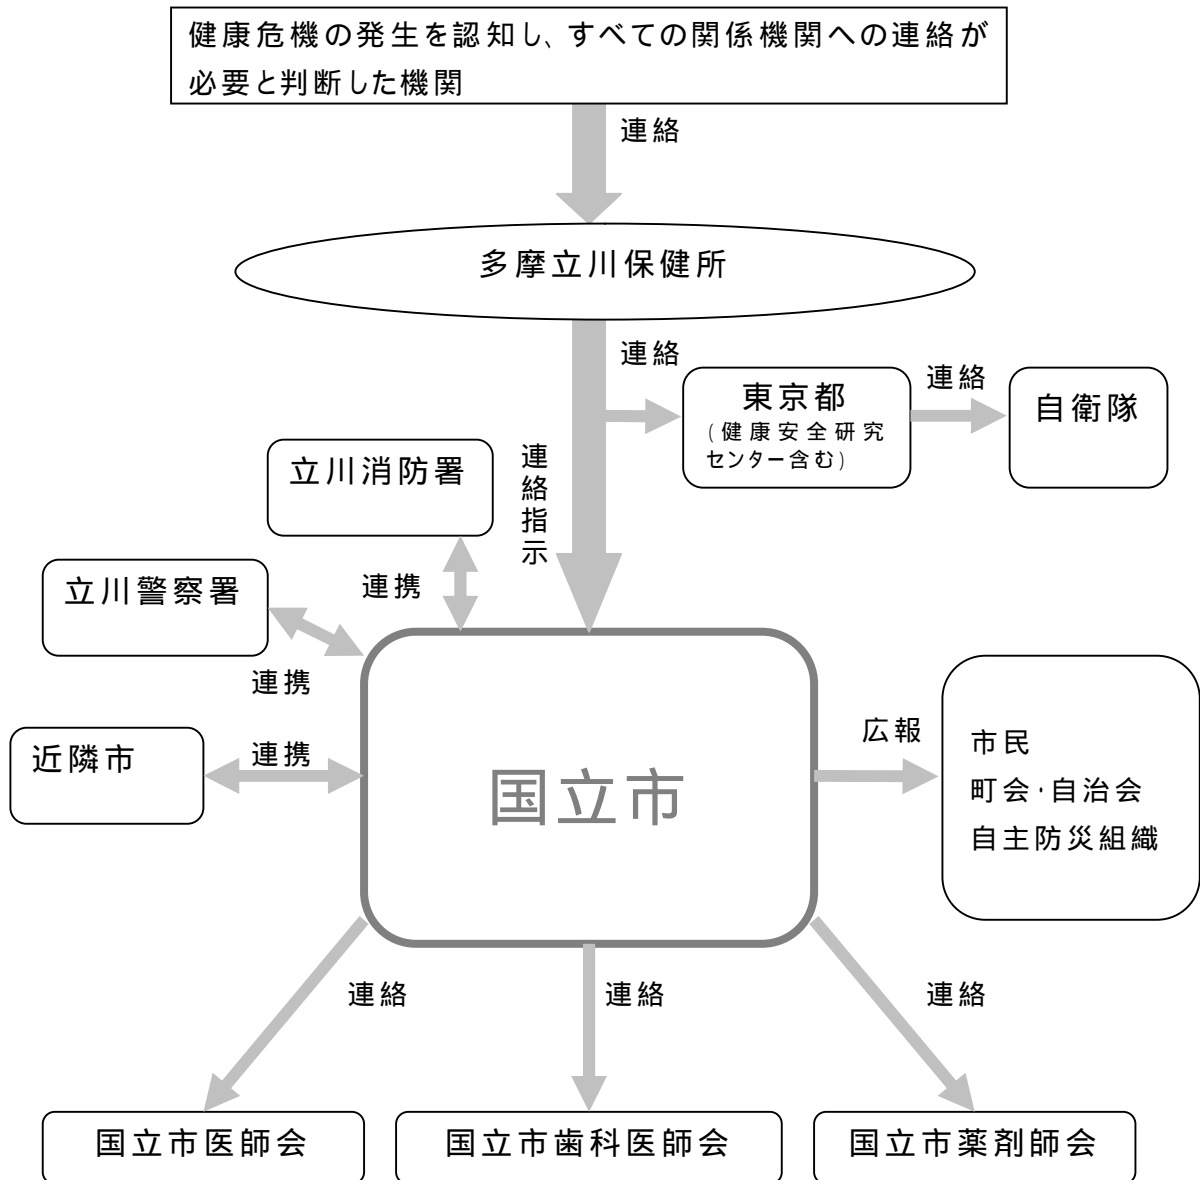 健康危機の発生を認知し、すべての関係機関への連絡が
必要と判断した機関
連絡
多摩立川保健所
連絡
東京都
(健康安全研究
センター含む)
連絡
自衛隊
連絡指示
立川消防署
連携
立川警察署
連携
近隣市
連携
国立市
広報
市民
町会・自治会
自主防災組織
連絡
連絡
連絡
国立市医師会
国立市歯科医師会
国立市薬剤師会